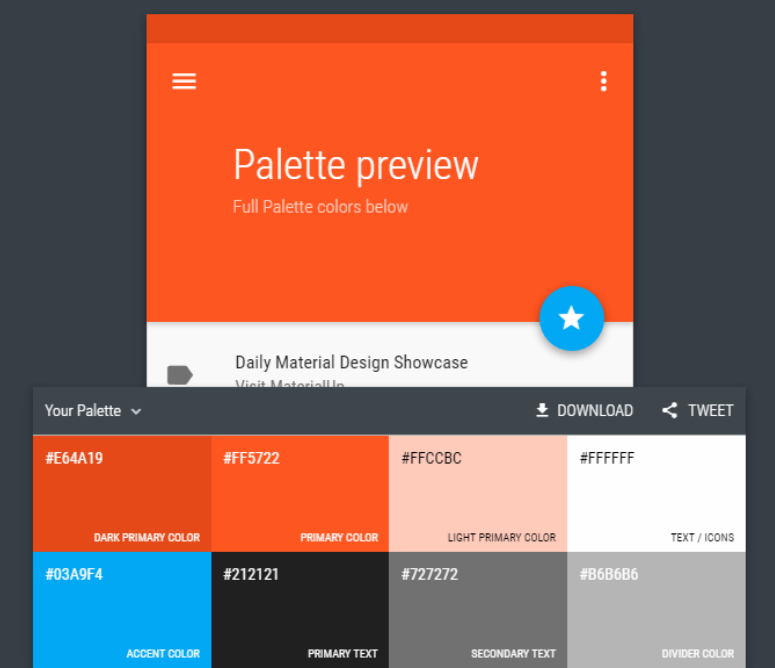 Palette preview
Full Palette colors below
Daily Material Design Showcase
Visit MaterialUp
Your Palette
DOWNLOAD
TWEET
#E64A19
#FF5722
#FFCCBC
#FFFFFF
DARK PRIMARY COLOR
PRIMARY COLOR
LIGHT PRIMARY COLOR
TEXT / ICONS
#03A9F4
#212121
#727272
#B6B6B6
ACCENT COLOR
PRIMARY TEXT
SECONDARY TEXT
DIVIDER COLOR